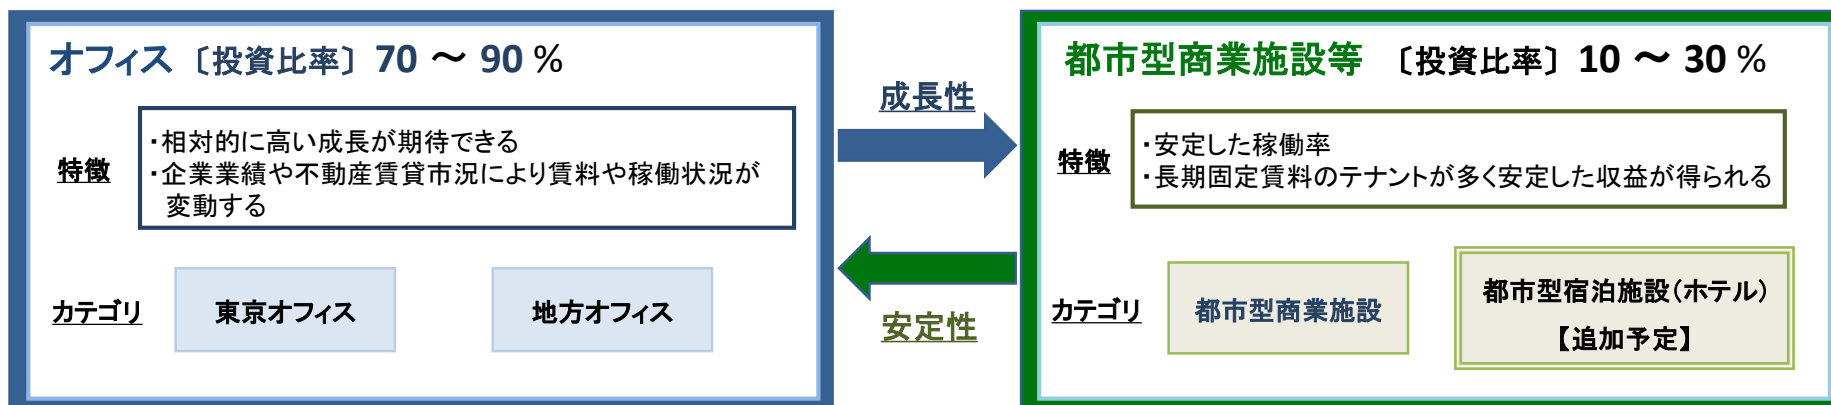 オフィス 〔投資比率〕 70 ～ 90 %
特徴
・相対的に高い成長が期待できる
・企業業績や不動産賃貸市況により賃料や稼働状況が
変動する
カテゴリ
東京オフィス
地方オフィス
成長性
安定性
都市型商業施設等 〔投資比率〕 10 ～ 30 %
特徴
・安定した稼働率
・長期固定賃料のテナントが多く安定した収益が得られる
カテゴリ
都市型商業施設
都市型宿泊施設(ホテル)
【追加予定】